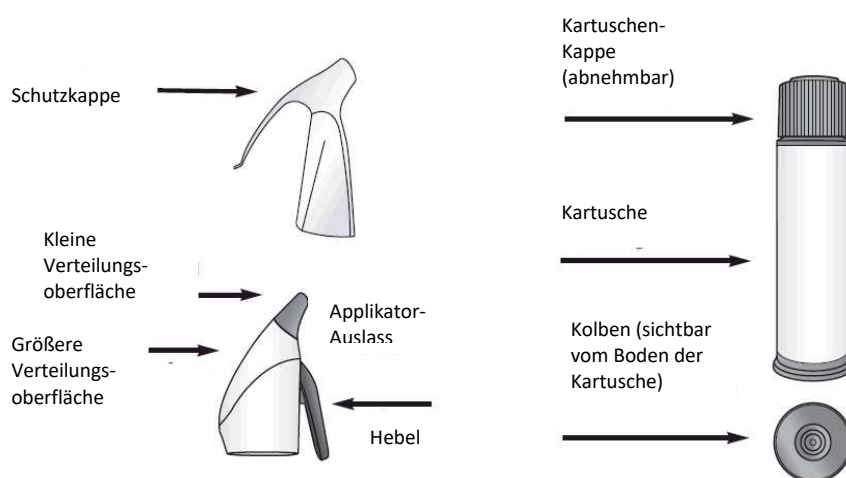 Schutzkappe
Kleine
Verteilungs-
oberfläche
Größere
Verteilungs-
oberfläche
Applikator-
Auslass
Hebel
Kartuschen-
Kappe
(abnehmbar)
Kartusche
Kolben (sichtbar
vom Boden der
Kartusche)